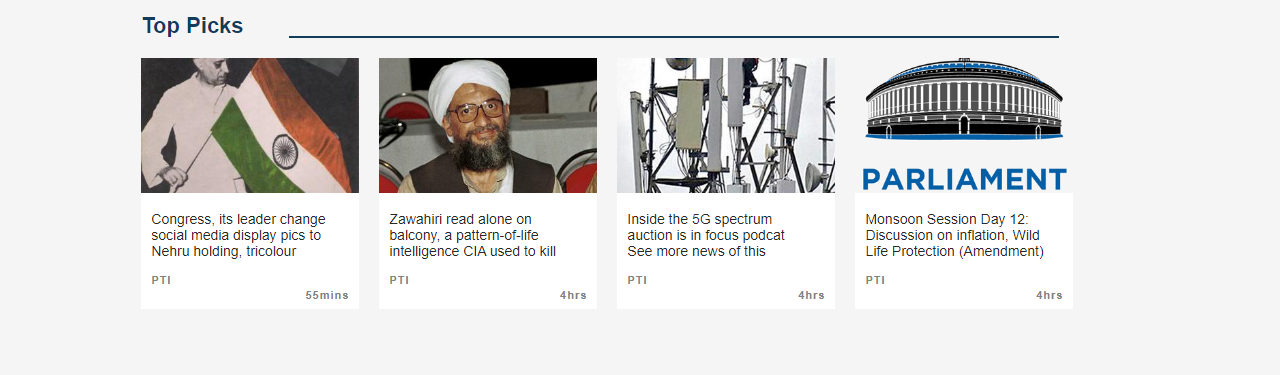 Top Picks
PARLIAMENT
Congress, its leader change
social media display pics to
Nehru holding, tricolour
PTI
55mins
Zawahiri read alone on
balcony, a pattern-of-life
intelligence CIA used to kill
PTI
4hrs
Inside the 5G spectrum
auction is in focus podcat
See more news of this
PTI
4hrs
Monsoon Session Day 12:
Discussion on inflation, Wild
Life Protection (Amendment)
PTI
4hrs